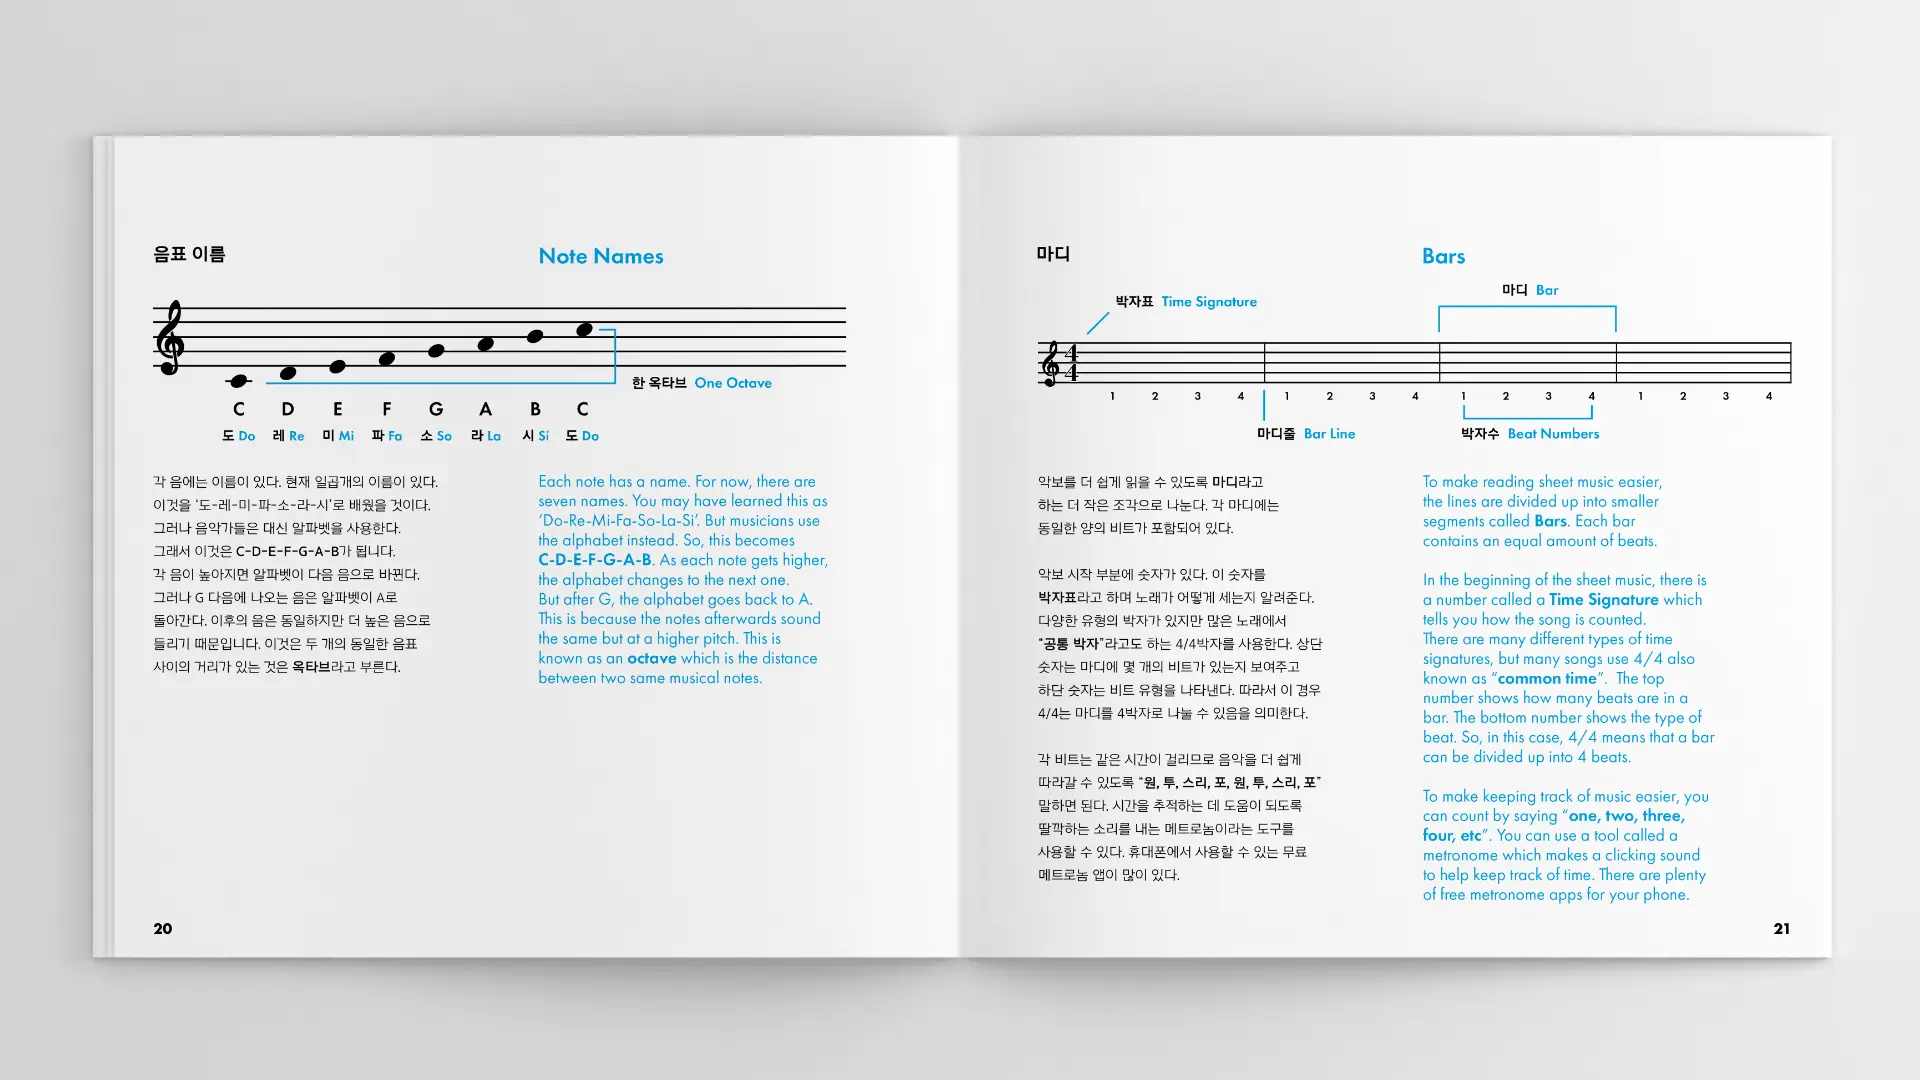 음표 이름
Note Names
한 옥타브 One Octave
C D E F G A B C
도 Do 레 Re 미 Mi 파 Fa 소 So 라 La 시 Si 도 Do
각 음에는 이름이 있다. 현재 일곱개의 이름이 있다.
이것을 '도-레-미-파-소-라-시'로 배웠을 것이다.
그러나 음악가들은 대신 알파벳을 사용한다.
그래서 이것은 C-D-E-F-G-A-B가 됩니다.
각 음이 높아지면 알파벳이 다음 음으로 바뀐다.
그러나 G 다음에 나오는 음은 알파벳이 A로
돌아간다. 이후의 음은 동일하지만 더 높은 음으로
들리기 때문입니다. 이것은 두 개의 동일한 음표
사이의 거리가 있는 것은 옥타브라고 부른다.
Each note has a name. For now, there are
seven names. You may have learned this as
'Do-Re-Mi-Fa-So-La-Si'. But musicians use
the alphabet instead. So, this becomes
C-D-E-F-G-A-B. As each note gets higher,
the alphabet changes to the next one.
But after G, the alphabet goes back to A.
This is because the notes afterwards sound
the same but at a higher pitch. This is
known as an octave which is the distance
between two same musical notes.
20
마디
Bars
마디 Bar
박자표 Time Signature
4
4
1 2 3 4 1 2 3 4 1 2 3 4 1 2 3 4
마디줄 Bar Line
박자수 Beat Numbers
악보를 더 쉽게 읽을 수 있도록 마디라고
하는 더 작은 조각으로 나눈다. 각 마디에는
동일한 양의 비트가 포함되어 있다.
악보 시작 부분에 숫자가 있다. 이 숫자를
박자표라고 하며 노래가 어떻게 세는지 알려준다.
다양한 유형의 박자가 있지만 많은 노래에서
"공통 박자"라고도 하는 4/4박자를 사용한다. 상단
숫자는 마디에 몇 개의 비트가 있는지 보여주고
하단 숫자는 비트 유형을 나타낸다. 따라서 이 경우
4/4는 마디를 4박자로 나눌 수 있음을 의미한다.
각 비트는 같은 시간이 걸리므로 음악을 더 쉽게
따라갈 수 있도록 "원, 투, 스리, 포, 원, 투, 스리, 포"
말하면 된다. 시간을 추적하는 데 도움이 되도록
딸깍하는 소리를 내는 메트로놈이라는 도구를
사용할 수 있다. 휴대폰에서 사용할 수 있는 무료
메트로놈 앱이 많이 있다.
To make reading sheet music easier,
the lines are divided up into smaller
segments called Bars. Each bar
contains an equal amount of beats.
In the beginning of the sheet music, there is
a number called a Time Signature which
tells you how the song is counted.
There are many different types of time
signatures, but many songs use 4/4 also
known as "common time". The top
number shows how many beats are in a
bar. The bottom number shows the type of
beat. So, in this case, 4/4 means that a bar
can be divided up into 4 beats.
To make keeping track of music easier, you
can count by saying "one, two, three,
four, etc". You can use a tool called a
metronome which makes a clicking sound
to help keep track of time. There are plenty
of free metronome apps for your phone.
21